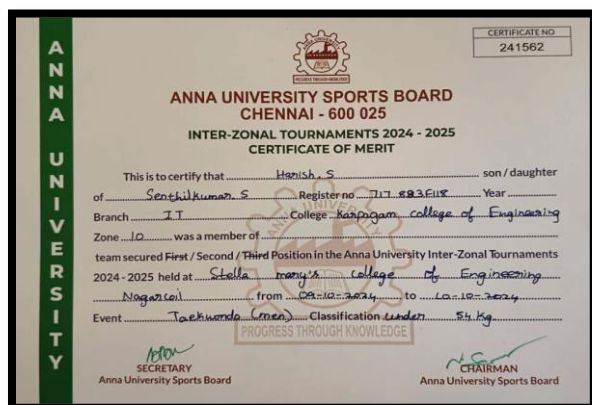 ANNA UNIVERSITY
CERTIFICATE NO
241562
PROGRESS THROUGH KNOWLEDGE
ANNA UNIVERSITY SPORTS BOARD
CHENNAI - 600 025
INTER-ZONAL TOURNAMENTS 2024 - 2025
CERTIFICATE OF MERIT
This is to certify that Harish. S son / daughter
of Senthilkumar. S Register no 717 823E118 Year
Branch IT College Karpagam college of Engineering
Zone 10 was a member of
team secured First / Second / Third Position in the Anna University Inter-Zonal Tournaments
2024 - 2025 held at Stella mary's college of Engineering
Nagarcoil from 09-10-2024 to 10-10-2024
Event Taekwondo (men) Classification under 54 kg
PROGRESS THROUGH KNOWLEDGE
SECRETARY
Anna University Sports Board
CHAIRMAN
Anna University Sports Board